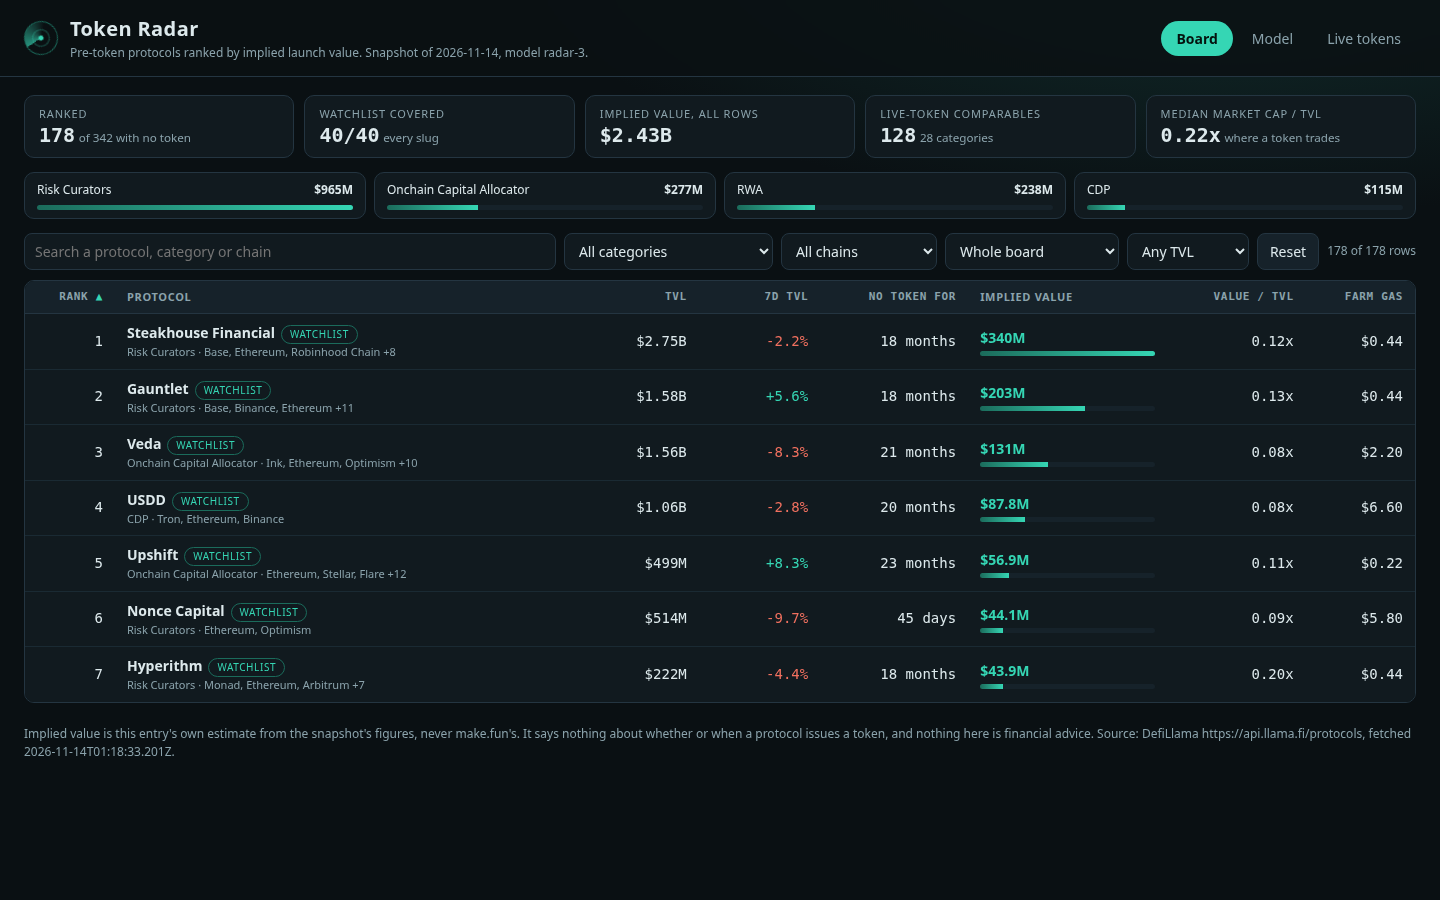 Token Radar
Pre-token protocols ranked by implied launch value. Snapshot of 2026-11-14, model radar-3.
Board Model Live tokens
RANKED
178 of 342 with no token
WATCHLIST COVERED
40/40 every slug
IMPLIED VALUE, ALL ROWS
$2.43B
LIVE-TOKEN COMPARABLES
128 28 categories
MEDIAN MARKET CAP / TVL
0.22x where a token trades
Risk Curators $965M
Onchain Capital Allocator $277M
RWA $238M
CDP $115M
Search a protocol, category or chain All categories All chains Whole board Any TVL Reset 178 of 178 rows
RANK ▲ PROTOCOL TVL 7D TVL NO TOKEN FOR IMPLIED VALUE VALUE / TVL FARM GAS
1 Steakhouse Financial WATCHLIST $2.75B -2.2% 18 months $340M 0.12x $0.44
Risk Curators · Base, Ethereum, Robinhood Chain +8
2 Gauntlet WATCHLIST $1.58B +5.6% 18 months $203M 0.13x $0.44
Risk Curators · Base, Binance, Ethereum +11
3 Veda WATCHLIST $1.56B -8.3% 21 months $131M 0.08x $2.20
Onchain Capital Allocator · Ink, Ethereum, Optimism +10
4 USDD WATCHLIST $1.06B -2.8% 20 months $87.8M 0.08x $6.60
CDP · Tron, Ethereum, Binance
5 Upshift WATCHLIST $499M +8.3% 23 months $56.9M 0.11x $0.22
Onchain Capital Allocator · Ethereum, Stellar, Flare +12
6 Nonce Capital WATCHLIST $514M -9.7% 45 days $44.1M 0.09x $5.80
Risk Curators · Ethereum, Optimism
7 Hyperithm WATCHLIST $222M -4.4% 18 months $43.9M 0.20x $0.44
Risk Curators · Monad, Ethereum, Arbitrum +7
Implied value is this entry's own estimate from the snapshot's figures, never make.fun's. It says nothing about whether or when a protocol issues a token, and nothing here is financial advice. Source: DefiLlama https://api.llama.fi/protocols, fetched
2026-11-14T01:18:33.201Z.